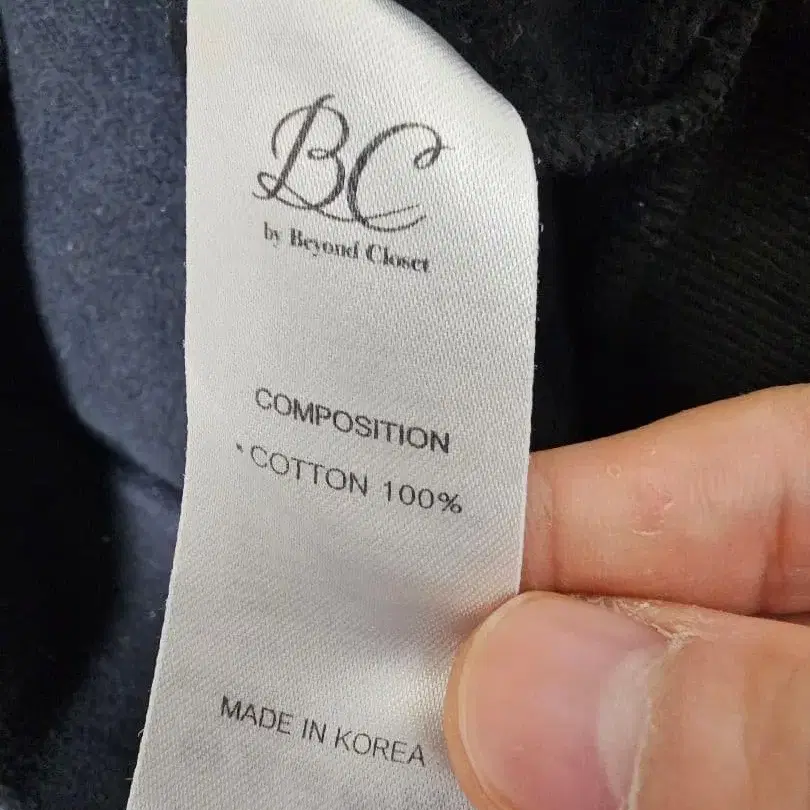 BC
by Beyond Closet
COMPOSITION
*COTTON 100%
MADE IN KOREA